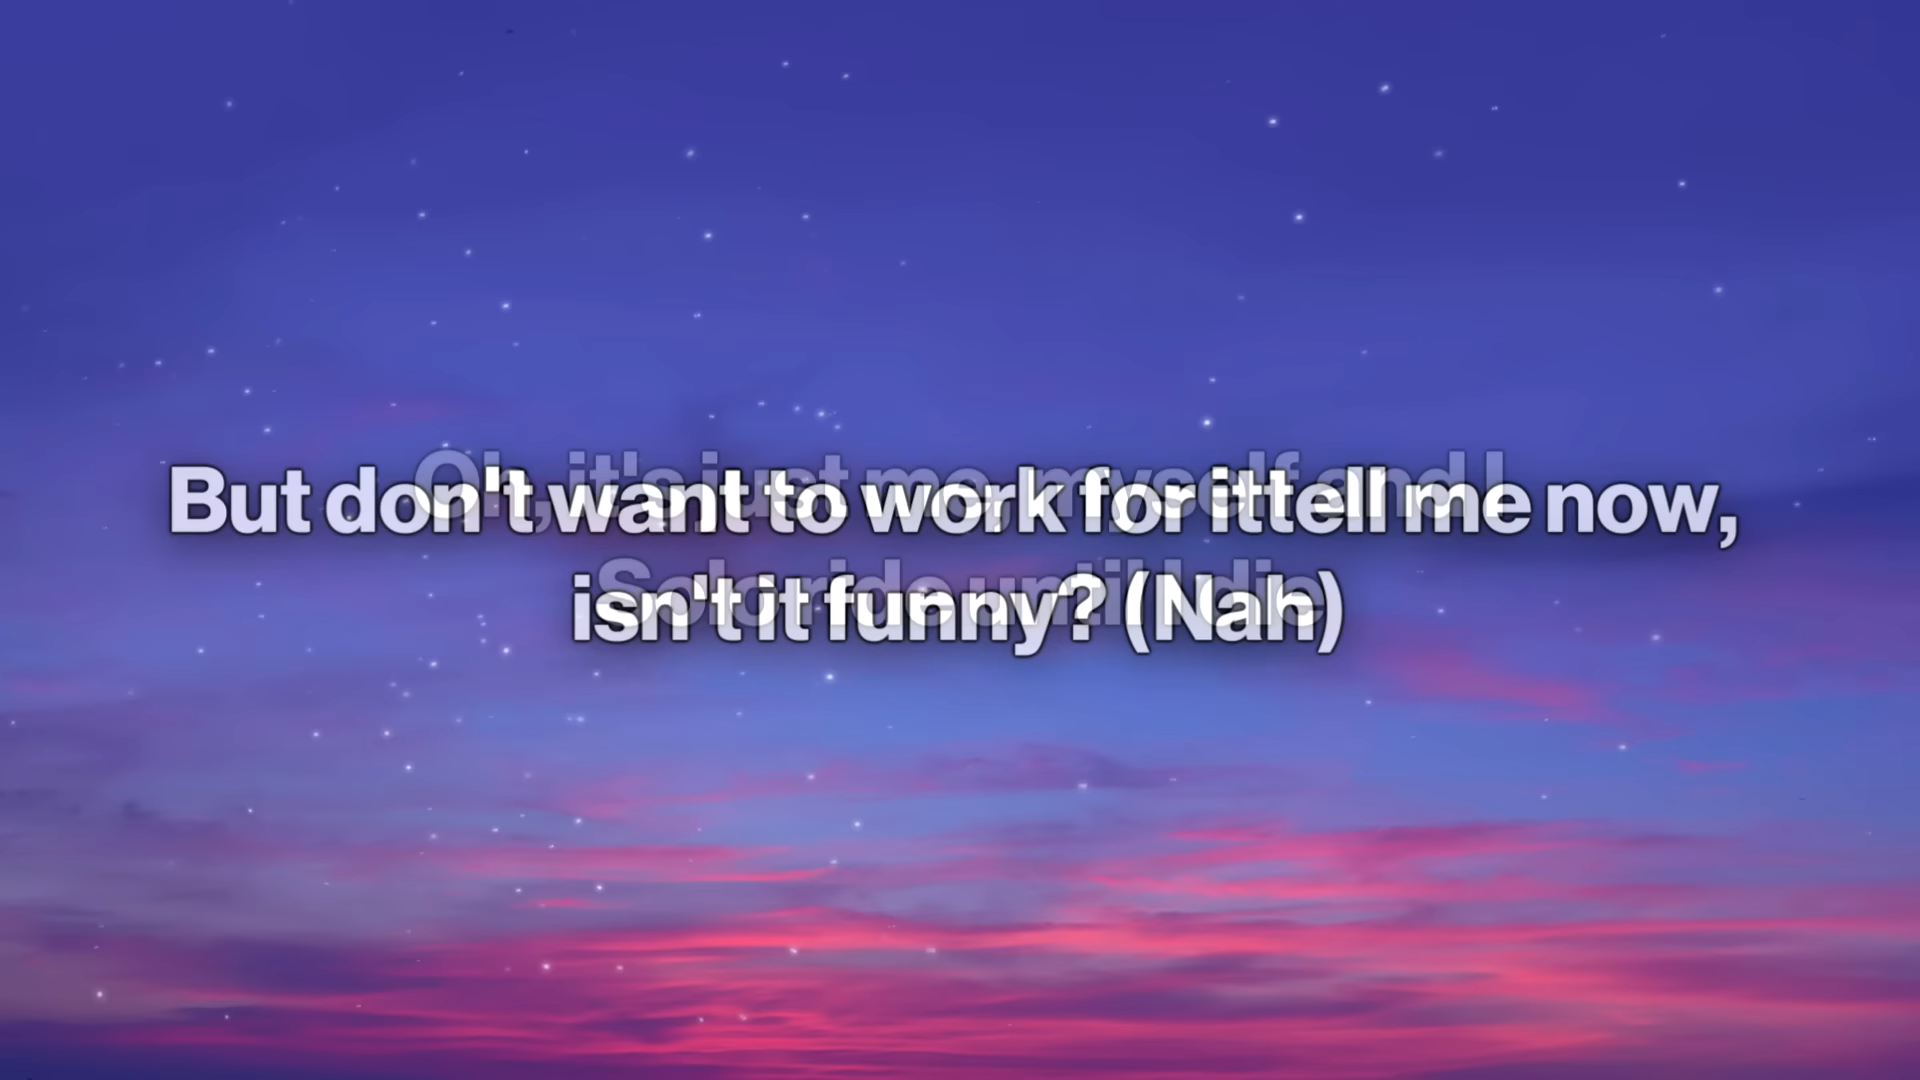 Oh, it's just me, myself and I
Solo ride until I die
But don't want to work for ittell me now,
isn't it funny? (Nah)